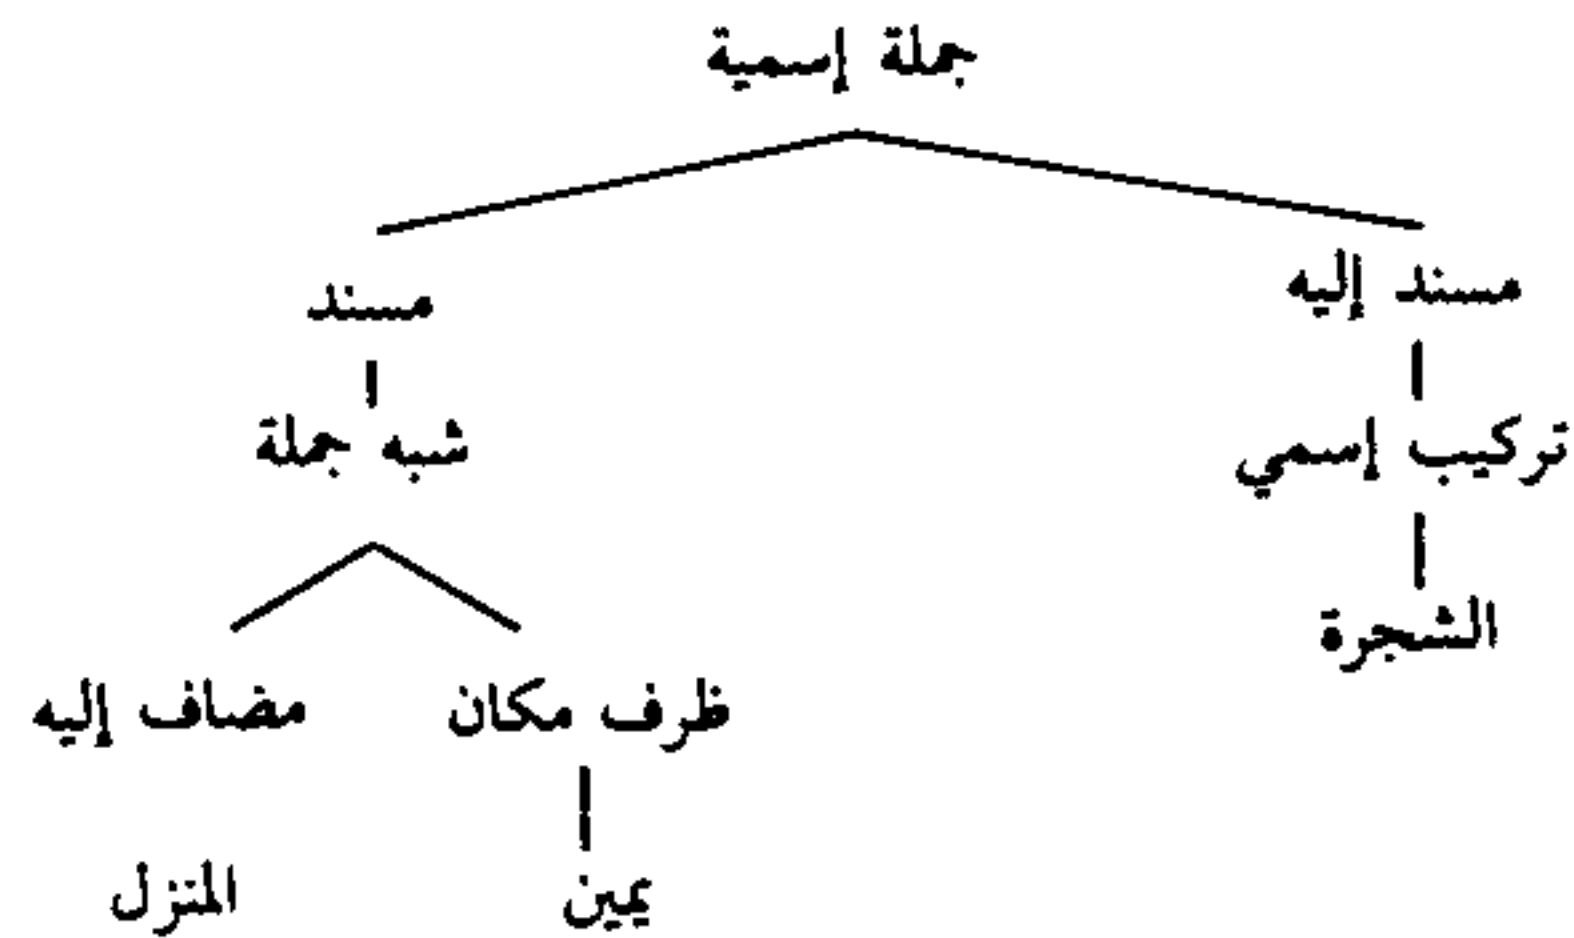 جملة إسمية
مسند إليه
مسند
تركيب إسمي
شبه جملة
الشجرة
ظرف مكان
مضاف إليه
يمين
المنزل